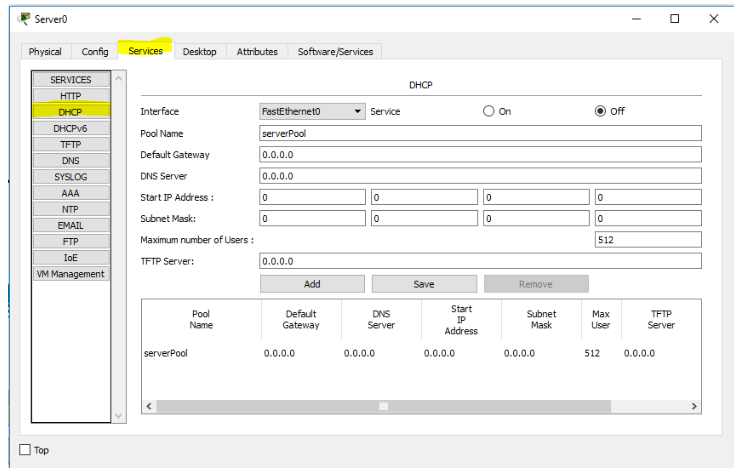 Server0
Physical Config Services Desktop Attributes Software/Services
SERVICES
HTTP
DHCP
DHCPv6
TFTP
DNS
SYSLOG
AAA
NTP
EMAIL
FTP
IoE
VM Management
DHCP
Interface FastEthernet0 Service On Off
Pool Name serverPool
Default Gateway 0.0.0.0
DNS Server 0.0.0.0
Start IP Address : 0 0 0 0
Subnet Mask: 0 0 0 0
Maximum number of Users : 512
TFTP Server: 0.0.0.0
Add Save Remove
Pool Name Default Gateway DNS Server Start IP Address Subnet Mask Max User TFTP Server
serverPool 0.0.0.0 0.0.0.0 0.0.0.0 0.0.0.0 512 0.0.0.0
Top